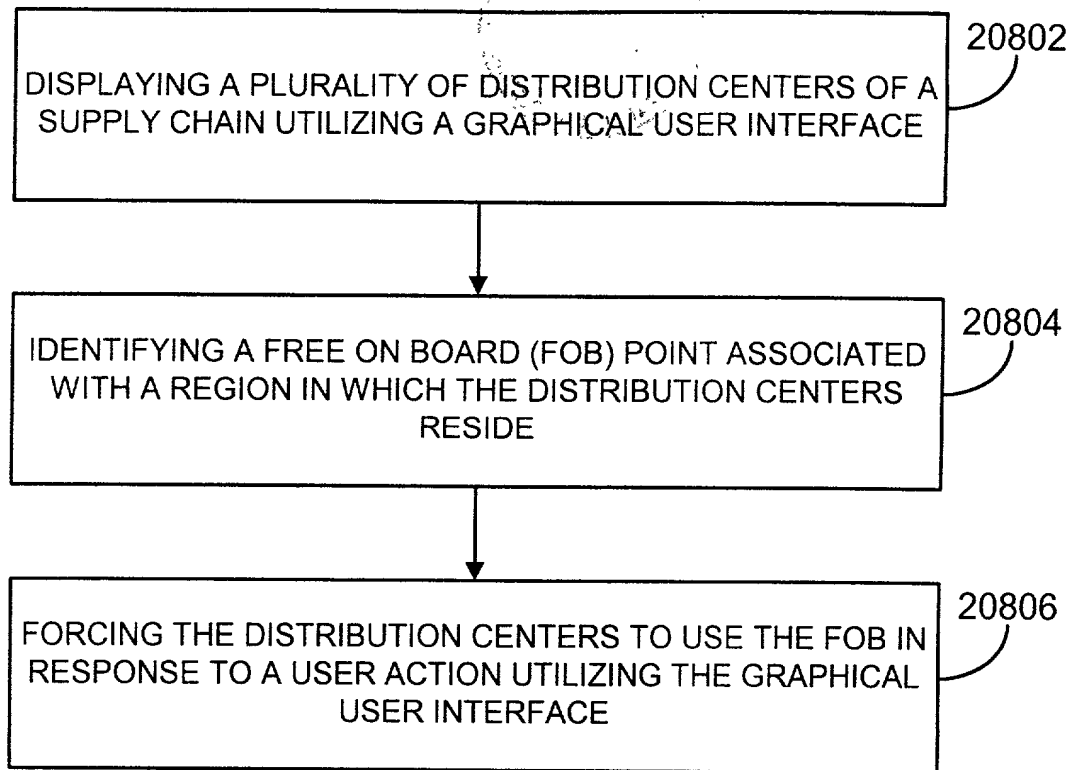 20802
DISPLAYING A PLURALITY OF DISTRIBUTION CENTERS OF A
SUPPLY CHAIN UTILIZING A GRAPHICAL USER INTERFACE
20804
IDENTIFYING A FREE ON BOARD (FOB) POINT ASSOCIATED
WITH A REGION IN WHICH THE DISTRIBUTION CENTERS
RESIDE
20806
FORCING THE DISTRIBUTION CENTERS TO USE THE FOB IN
RESPONSE TO A USER ACTION UTILIZING THE GRAPHICAL
USER INTERFACE